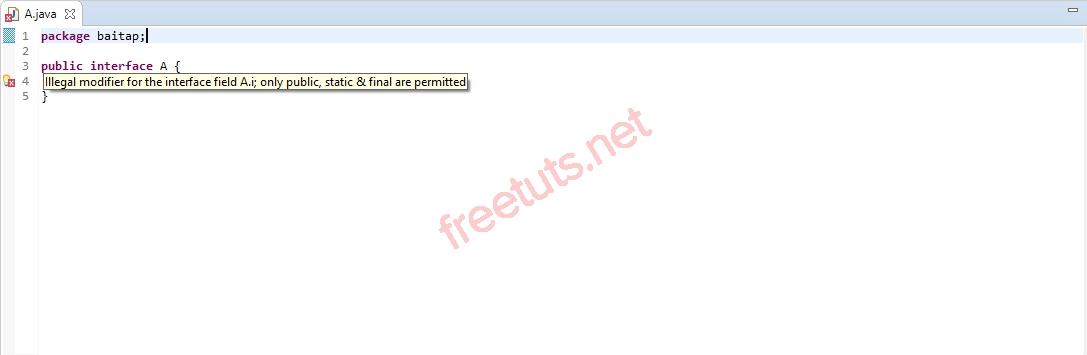 A.java
1 package baitap;
2
3 public interface A {
4 Illegal modifier for the interface field A.i; only public, static & final are permitted
5 }
freetuts.net